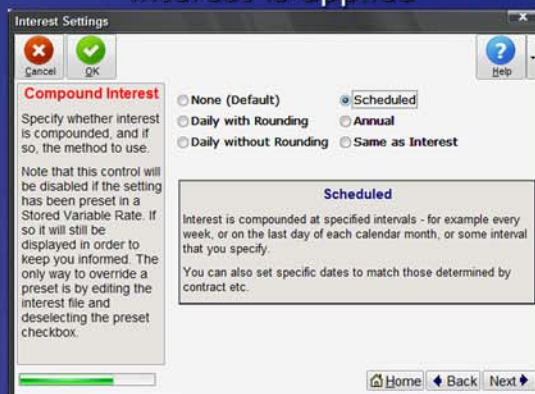 Interest is applied
Interest Settings
Cancel
OK
Help
Compound Interest
Specify whether interest
is compounded, and if
so, the method to use.
Note that this control will
be disabled if the setting
has been preset in a
Stored Variable Rate. If
so it will still be
displayed in order to
keep you informed. The
only way to override a
preset is by editing the
interest file and
deselecting the preset
checkbox.
None (Default)
Scheduled
Daily with Rounding
Annual
Daily without Rounding
Same as Interest
Scheduled
Interest is compounded at specified intervals - for example every
week, or on the last day of each calendar month, or some interval
that you specify.
You can also set specific dates to match those determined by
contract etc.
Home
Back
Next